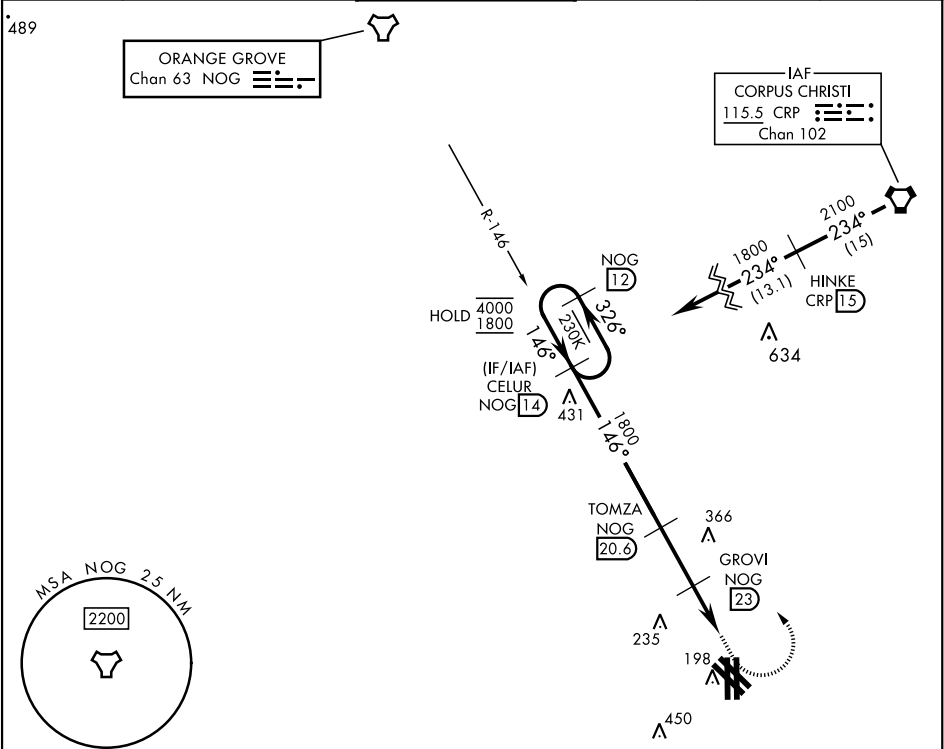 489
ORANGE GROVE
Chan 63 NOG
IAF
CORPUS CHRISTI
115.5 CRP
Chan 102
R-146
2100
234°
(15)
1800
234°
(13.1)
HINKE
CRP 15
634
NOG
12
HOLD 4000
1800
146°
230K
326°
(IF/IAF)
CELUR
NOG 14
431
1800
146°
TOMZA
NOG
20.6
366
GROVI
NOG
23
235
198
450
MSA NOG 25 NM
2200